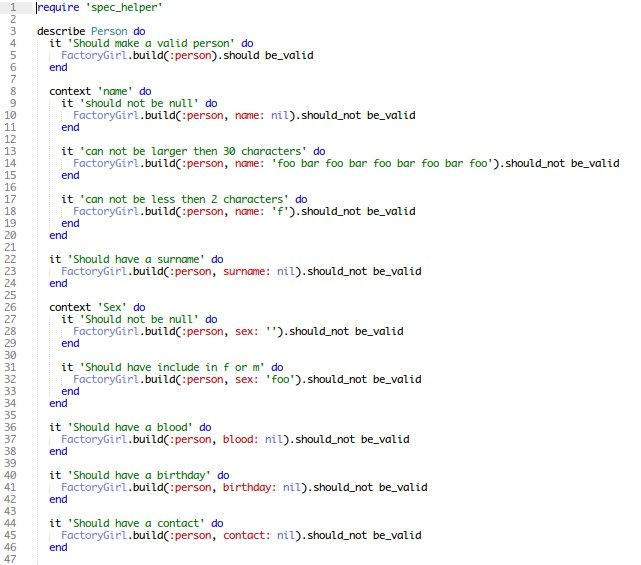 1 require 'spec_helper'
2
3 describe Person do
4 it 'Should make a valid person' do
5 FactoryGirl.build(:person).should be_valid
6 end
7
8 context 'name' do
9 it 'should not be null' do
10 FactoryGirl.build(:person, name: nil).should_not be_valid
11 end
12
13 it 'can not be larger then 30 characters' do
14 FactoryGirl.build(:person, name: 'foo bar foo bar foo bar foo bar foo').should_not be_valid
15 end
16
17 it 'can not be less then 2 characters' do
18 FactoryGirl.build(:person, name: 'f').should_not be_valid
19 end
20 end
21
22 it 'Should have a surname' do
23 FactoryGirl.build(:person, surname: nil).should_not be_valid
24 end
25
26 context 'Sex' do
27 it 'Should not be null' do
28 FactoryGirl.build(:person, sex: '').should_not be_valid
29 end
30
31 it 'Should have include in f or m' do
32 FactoryGirl.build(:person, sex: 'foo').should_not be_valid
33 end
34 end
35
36 it 'Should have a blood' do
37 FactoryGirl.build(:person, blood: nil).should_not be_valid
38 end
39
40 it 'Should have a birthday' do
41 FactoryGirl.build(:person, birthday: nil).should_not be_valid
42 end
43
44 it 'Should have a contact' do
45 FactoryGirl.build(:person, contact: nil).should_not be_valid
46 end
47